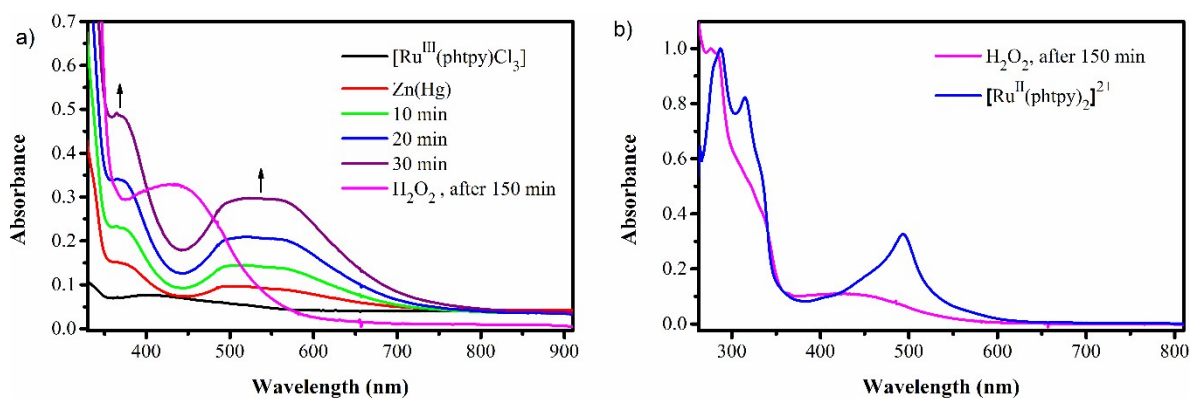 a)
0.7
0.6
0.5
0.4
0.3
0.2
0.1
0.0
Absorbance
[Ru^III(phtpy)Cl₃]
Zn(Hg)
10 min
20 min
30 min
H₂O₂ , after 150 min
400 500 600 700 800 900
Wavelength (nm)
b)
1.0
0.8
0.6
0.4
0.2
0.0
Absorbance
H₂O₂, after 150 min
[Ru^II(phtpy)₂]²⁺
300 400 500 600 700 800
Wavelength (nm)